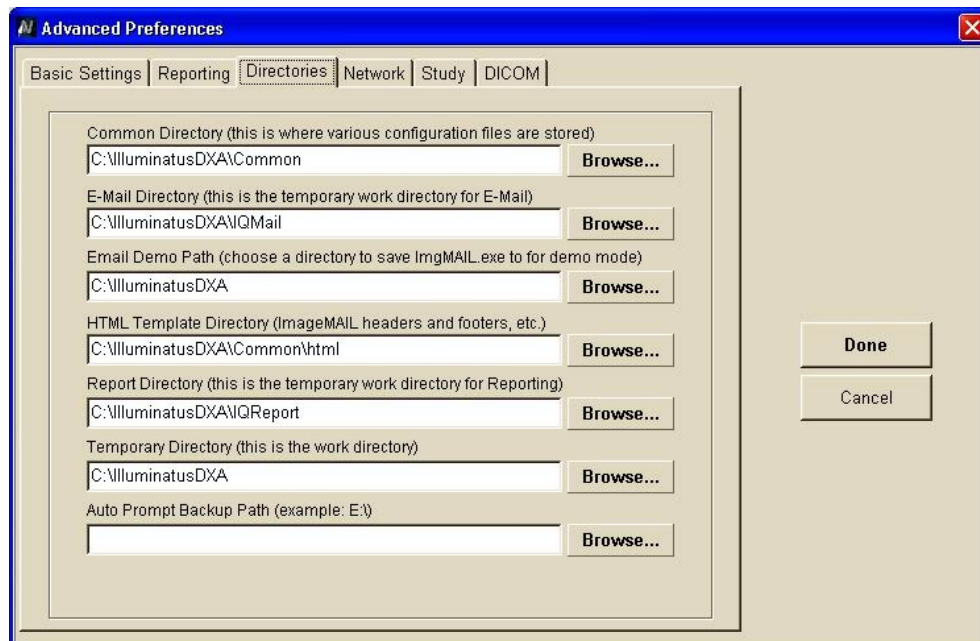 Advanced Preferences
Basic Settings Reporting Directories Network Study DICOM
Common Directory (this is where various configuration files are stored)
C:\IlluminatusDXA\Common Browse...
E-Mail Directory (this is the temporary work directory for E-Mail)
C:\IlluminatusDXA\IQMail Browse...
Email Demo Path (choose a directory to save ImgMAIL.exe to for demo mode)
C:\IlluminatusDXA Browse...
HTML Template Directory (ImageMAIL headers and footers, etc.)
C:\IlluminatusDXA\Common\html Browse...
Report Directory (this is the temporary work directory for Reporting)
C:\IlluminatusDXA\IQReport Browse...
Temporary Directory (this is the work directory)
C:\IlluminatusDXA Browse...
Auto Prompt Backup Path (example: E:\)
Browse...
Done
Cancel